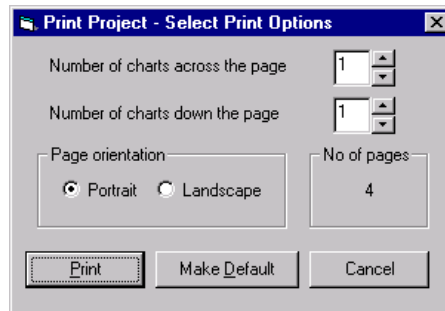 Print Project - Select Print Options
Number of charts across the page 1
Number of charts down the page 1
Page orientation No of pages
Portrait Landscape 4
Print Make Default Cancel